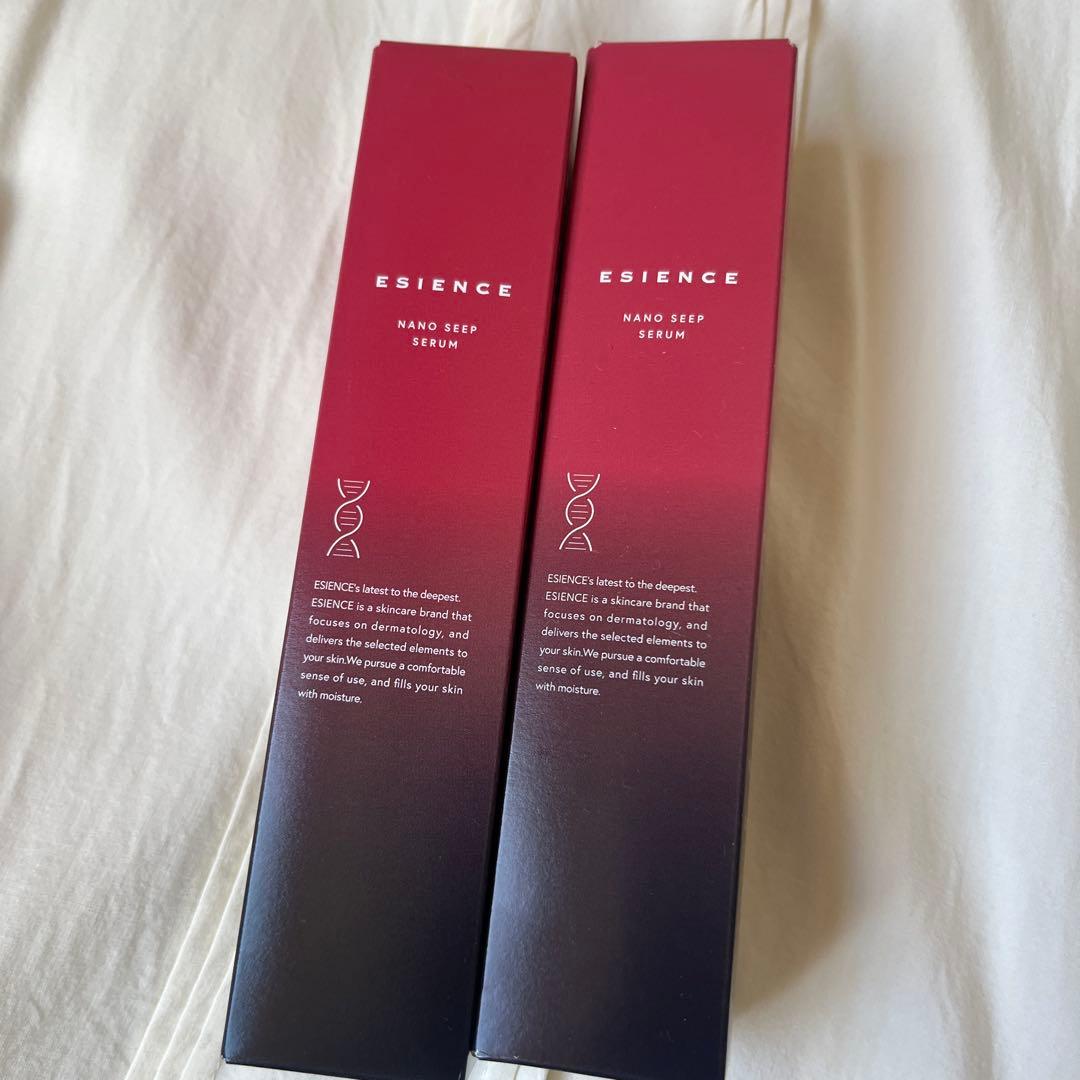 ESIENCE
NANO SEEP
SERUM
ESIENCE's latest to the deepest.
ESIENCE is a skincare brand that
focuses on dermatology, and
delivers the selected elements to
your skin.We pursue a comfortable
sense of use, and fills your skin
with moisture.
ESIENCE
NANO SEEP
SERUM
ESIENCE's latest to the deepest.
ESIENCE is a skincare brand that
focuses on dermatology, and
delivers the selected elements to
your skin.We pursue a comfortable
sense of use, and fills your skin
with moisture.